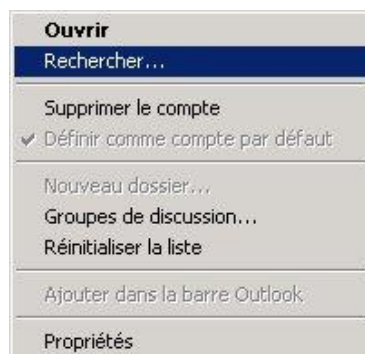 Ouvrir
Rechercher...
Supprimer le compte
Définir comme compte par défaut
Nouveau dossier...
Groupes de discussion...
Réinitialiser la liste
Ajouter dans la barre Outlook
Propriétés